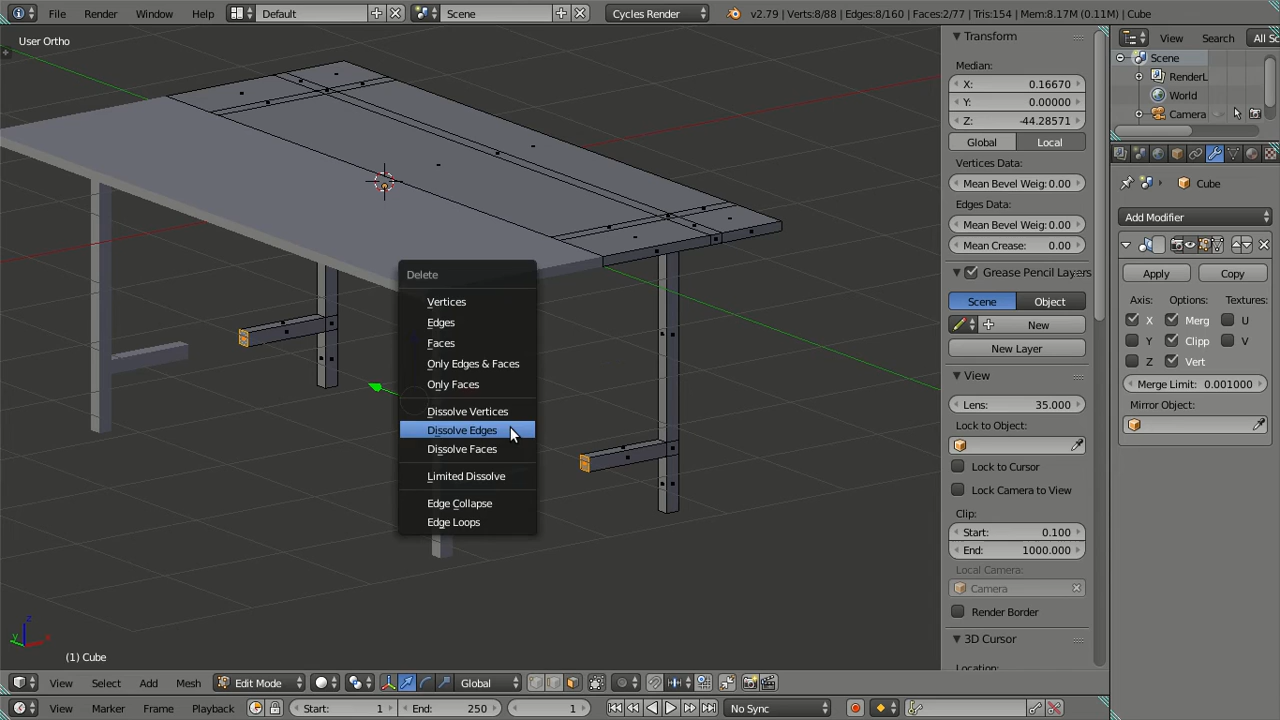 File Render Window Help Default Scene Cycles Render v2.79 | Verts:8/88 | Edges:8/160 | Faces:2/77 | Tris:154 | Mem:8.17M (0.11M) | Cube
User Ortho
Delete
Vertices
Edges
Faces
Only Edges & Faces
Only Faces
Dissolve Vertices
Dissolve Edges
Dissolve Faces
Limited Dissolve
Edge Collapse
Edge Loops
z
y x
(1) Cube
Transform
Median:
X: 0.16670
Y: 0.00000
Z: -44.28571
Global Local
Vertices Data:
Mean Bevel Weig: 0.00
Edges Data:
Mean Bevel Weig: 0.00
Mean Crease: 0.00
Grease Pencil Layers
Scene Object
New
New Layer
View
Lens: 35.000
Lock to Object:
Lock to Cursor
Lock Camera to View
Clip:
Start: 0.100
End: 1000.000
Local Camera:
Camera
Render Border
3D Cursor
Location:
View Search All Sc
Scene
RenderL
World
Camera
Cube
Add Modifier
Apply Copy
Axis: Options: Textures:
X Merg U
Y Clipp V
Z Vert
Merge Limit: 0.001000
Mirror Object:
View Select Add Mesh Edit Mode Global
View Marker Frame Playback Start: 1 End: 250 1 No Sync